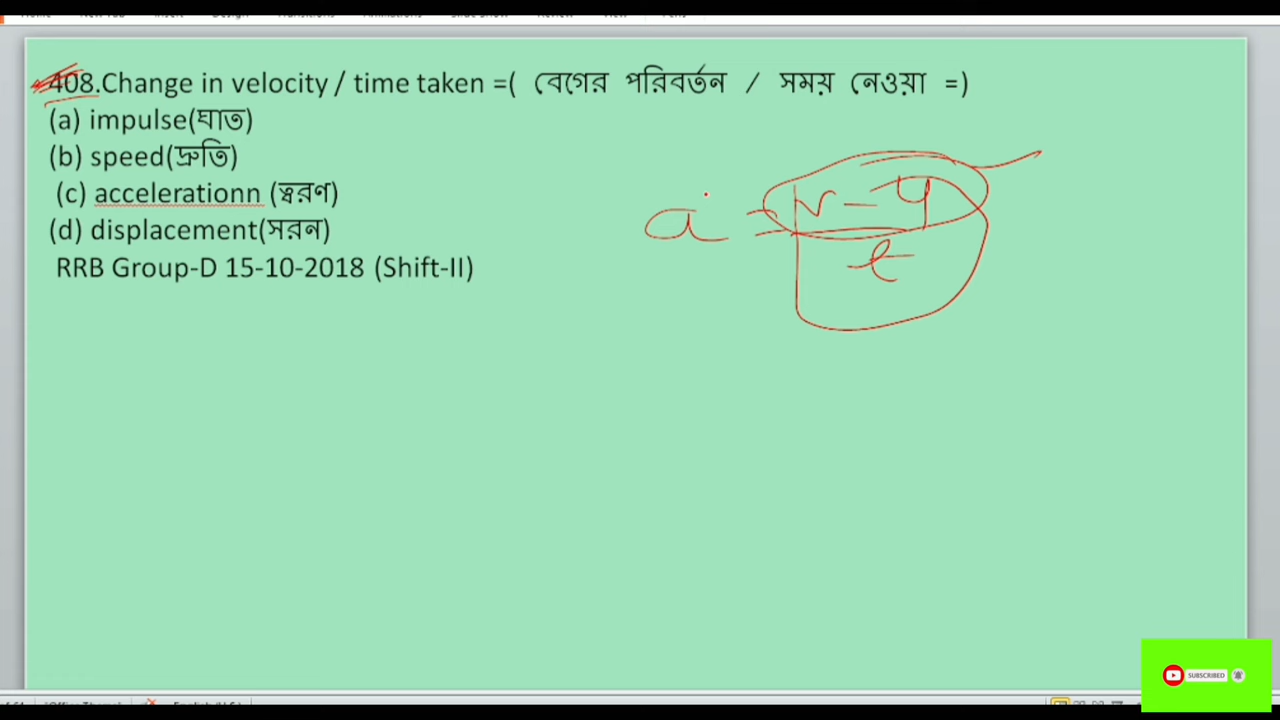 408.Change in velocity / time taken =( বেগের পরিবর্তন / সময় নেওয়া =)
(a) impulse(ঘাত)
(b) speed(দ্রুতি)
(c) accelerationn (ত্বরণ)
(d) displacement(সরন)
RRB Group-D 15-10-2018 (Shift-II)
a = v - u
t
SUBSCRIBED